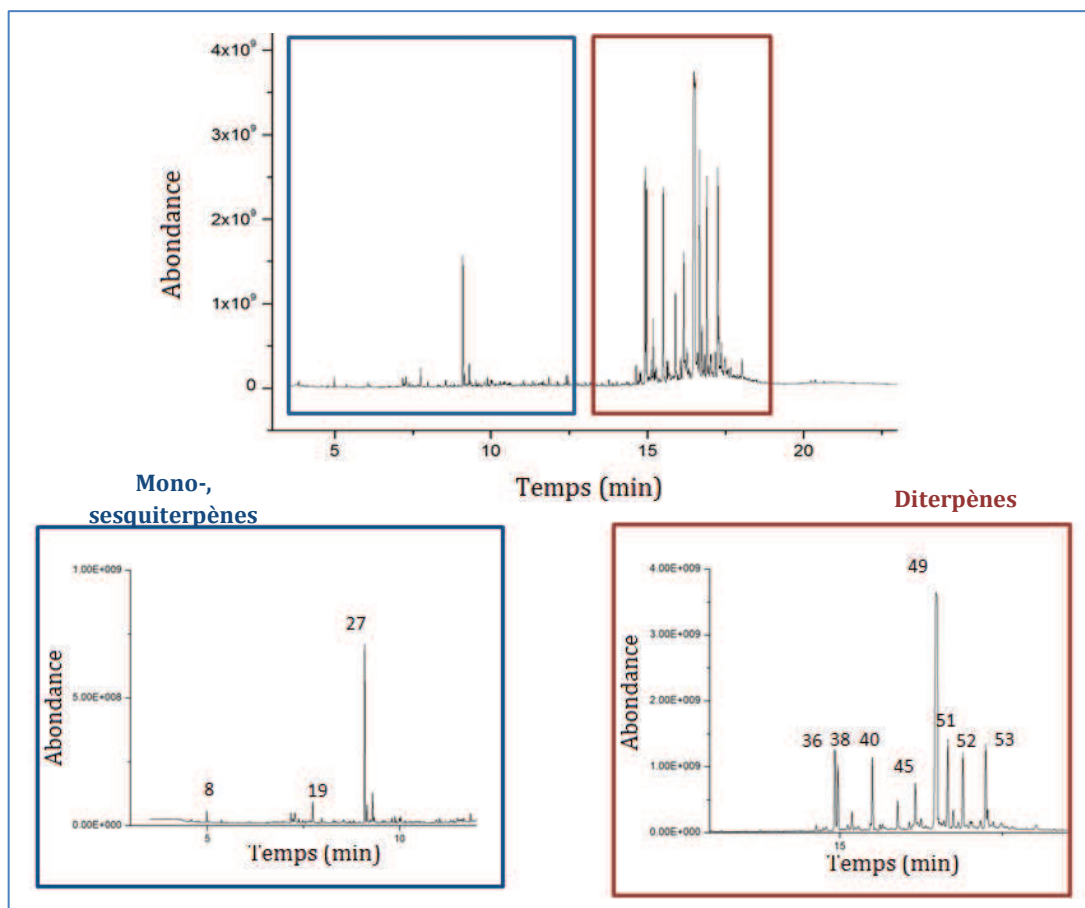 4x10⁹
3x10⁹
2x10⁹
1x10⁹
0
Abondance
5
10
15
20
Temps (min)
Mono-,
sesquiterpènes
Diterpènes
1.00E+009
5.00E+008
0.00E+000
Abondance
8
19
27
10
Temps (min)
4.00E+009
3.00E+009
2.00E+009
1.00E+009
0.00E+000
Abondance
36
38
40
45
49
51
52
53
15
Temps (min)